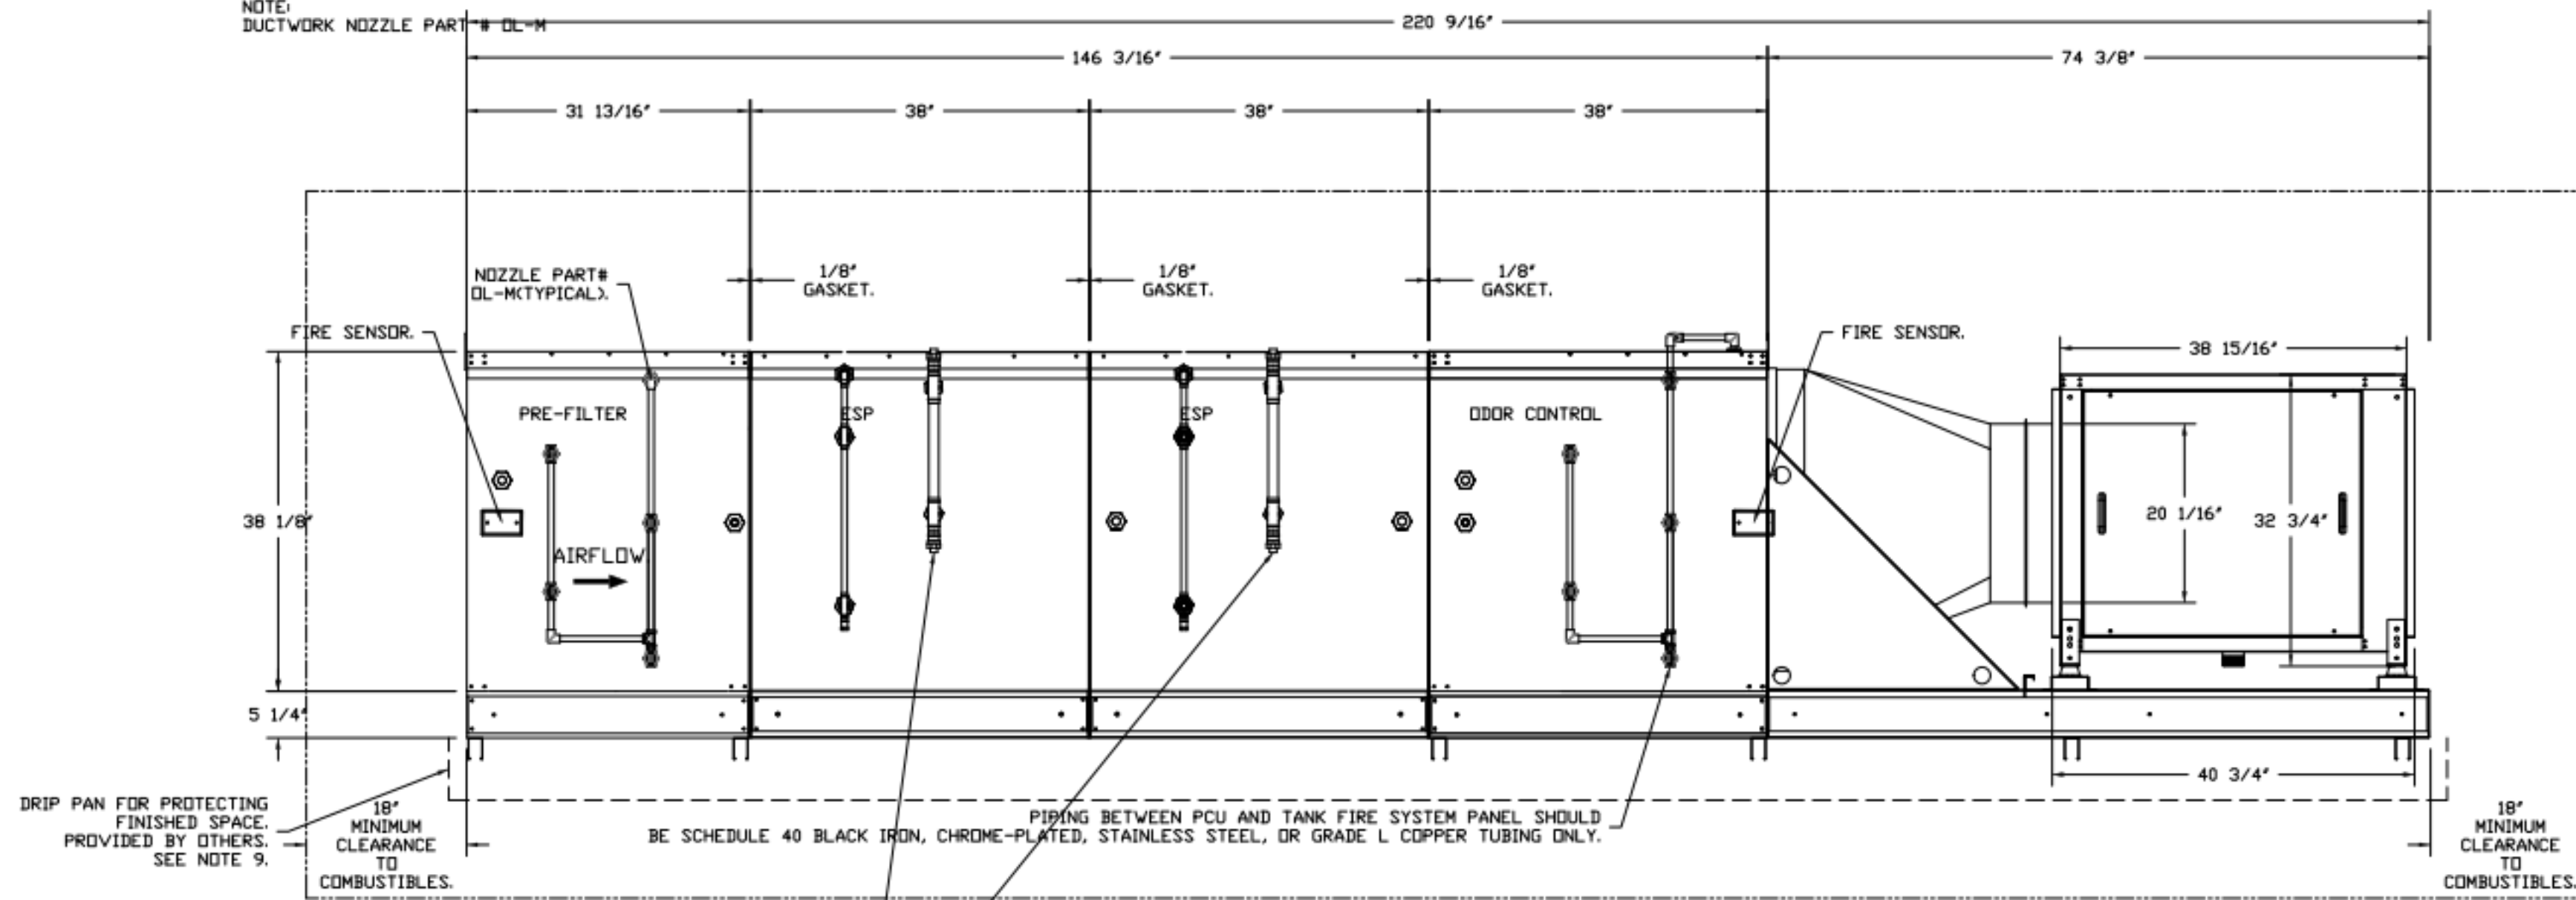 NOTE:
DUCTWORK NOZZLE PART # OL-M
220 9/16"
146 3/16"
74 3/8"
31 13/16"
38"
38"
38"
NOZZLE PART#
OL-M(TYPICAL).
1/8"
GASKET.
1/8"
GASKET.
1/8"
GASKET.
FIRE SENSOR.
FIRE SENSOR.
38 15/16"
PRE-FILTER
ESP
ESP
ODOR CONTROL
38 1/8"
20 1/16"
32 3/4"
AIRFLOW
5 1/4"
40 3/4"
DRIP PAN FOR PROTECTING
FINISHED SPACE.
PROVIDED BY OTHERS.
SEE NOTE 9.
18"
MINIMUM
CLEARANCE
TO
COMBUSTIBLES.
PIPING BETWEEN PCU AND TANK FIRE SYSTEM PANEL SHOULD
BE SCHEDULE 40 BLACK IRON, CHROME-PLATED, STAINLESS STEEL, OR GRADE L COPPER TUBING ONLY.
18"
MINIMUM
CLEARANCE
TO
COMBUSTIBLES.